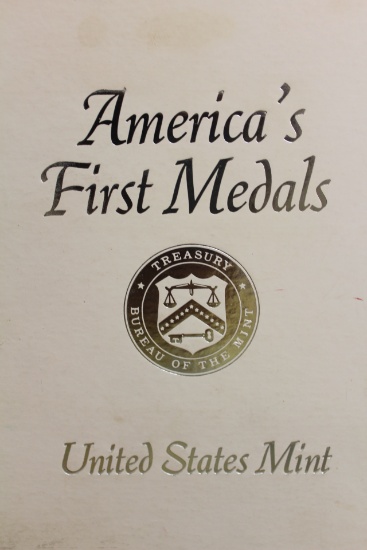 America's
First Medals
TREASURY
BUREAU OF THE MINT
United States Mint